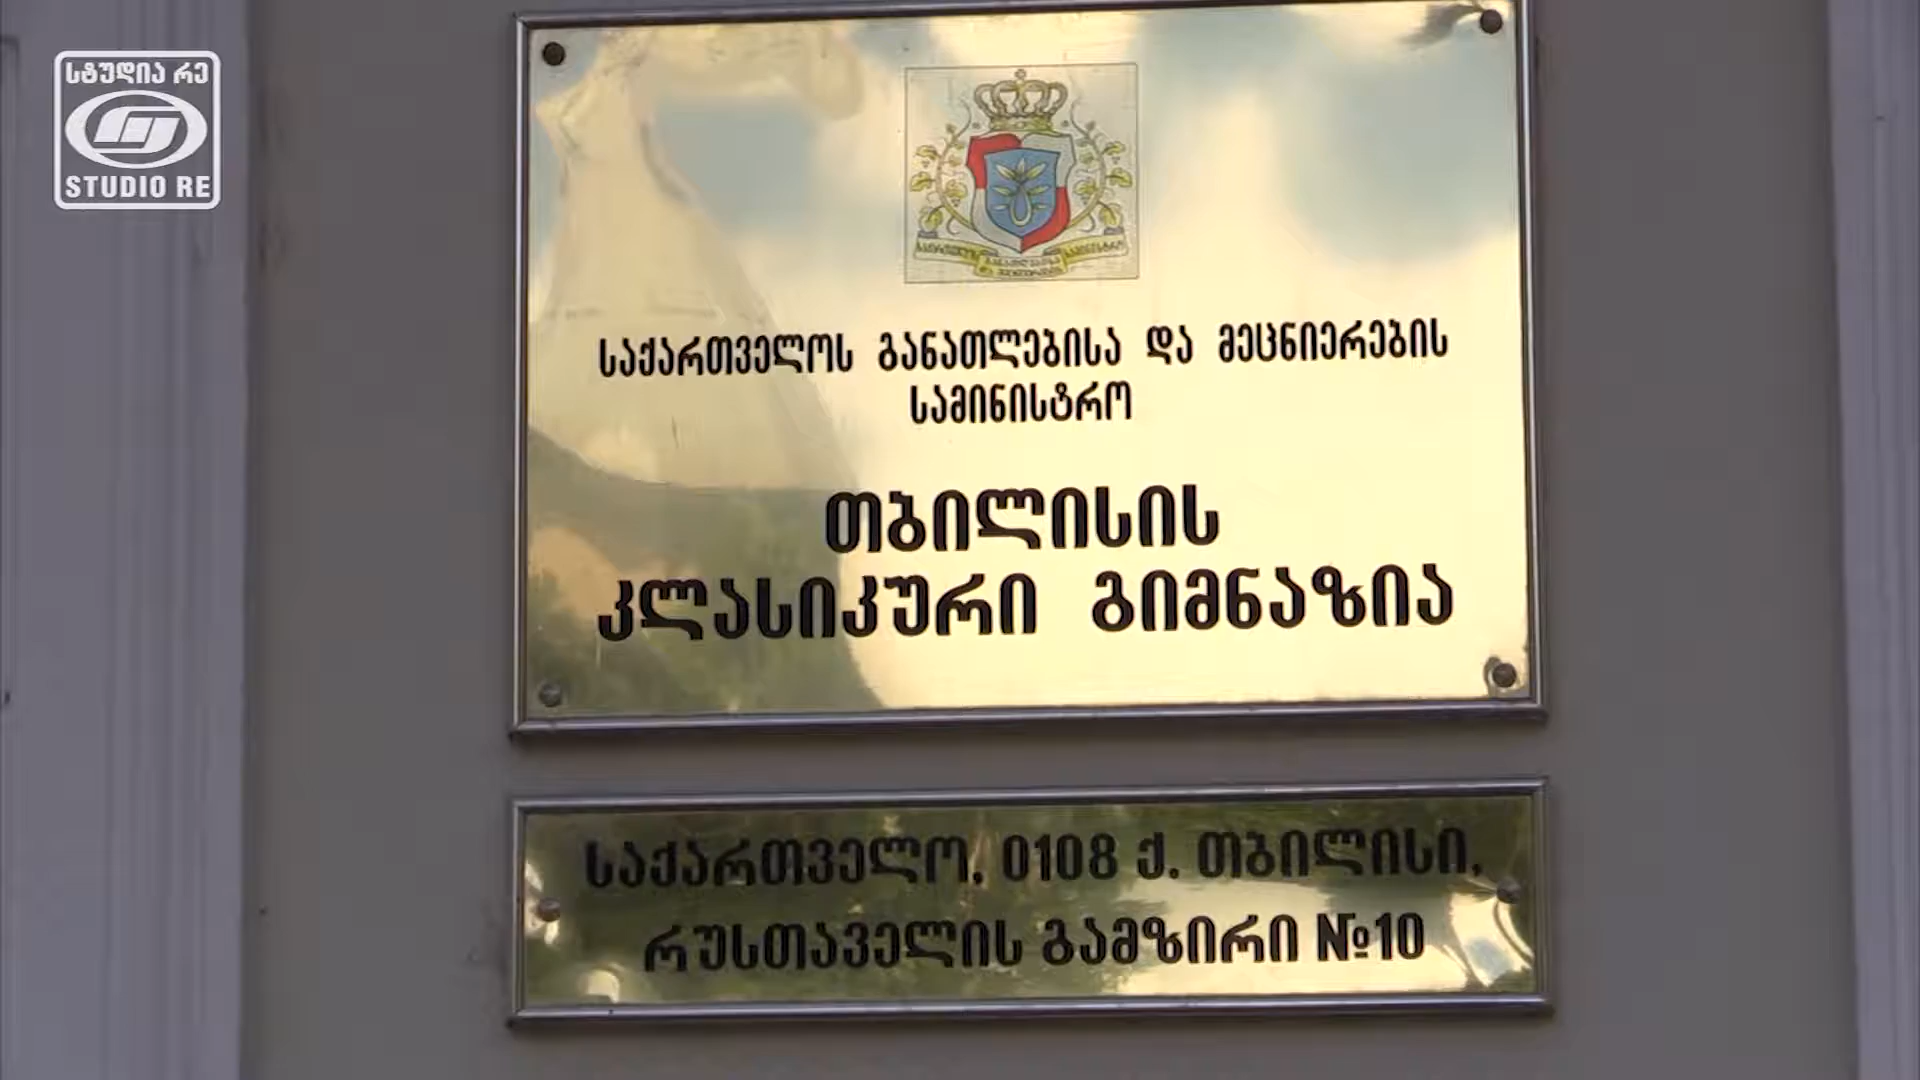 სტუდია რე
STUDIO RE
საქართველოს განათლებისა და მეცნიერების
სამინისტრო
თბილისის
კლასიკური გიმნაზია
საქართველო, 0108 ქ. თბილისი,
რუსთაველის გამზირი №10